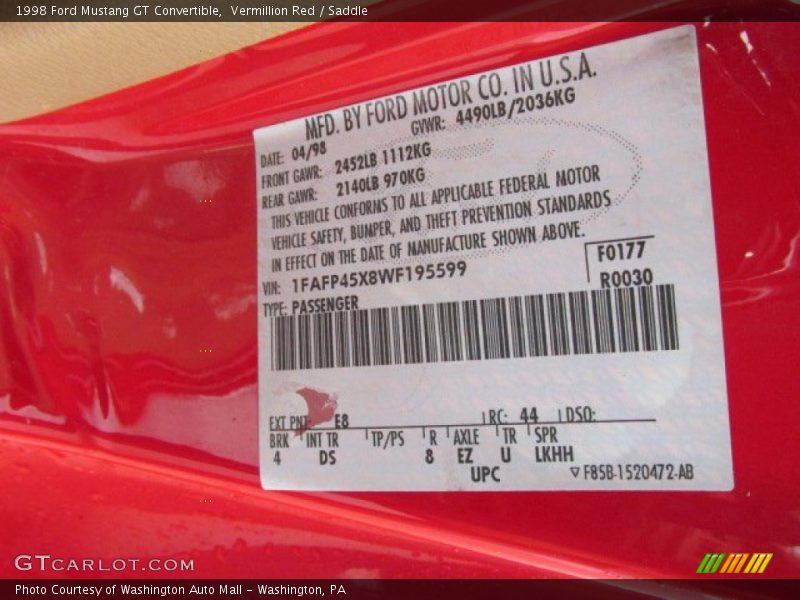 1998 Ford Mustang GT Convertible,  Vermillion Red / Saddle
MFD. BY FORD MOTOR CO. IN U.S.A.
DATE: 04/98 GVWR: 4490LB/2036KG
FRONT GAWR: 2452LB 1112KG
REAR GAWR: 2140LB 970KG
THIS VEHICLE CONFORMS TO ALL APPLICABLE FEDERAL MOTOR
VEHICLE SAFETY, BUMPER, AND THEFT PREVENTION STANDARDS
IN EFFECT ON THE DATE OF MANUFACTURE SHOWN ABOVE.
VIN: 1FAFP45X8WF195599 F0177
TYPE: PASSENGER R0030
EXT PNT: E8 RC: 44 DSO:
BRK INT TR TP/PS R AXLE TR SPR
4 DS 8 EZ U LKHH
UPC ▽F85B-1520472-AB
GTCARLOT.COM
Photo Courtesy of Washington Auto Mall - Washington, PA